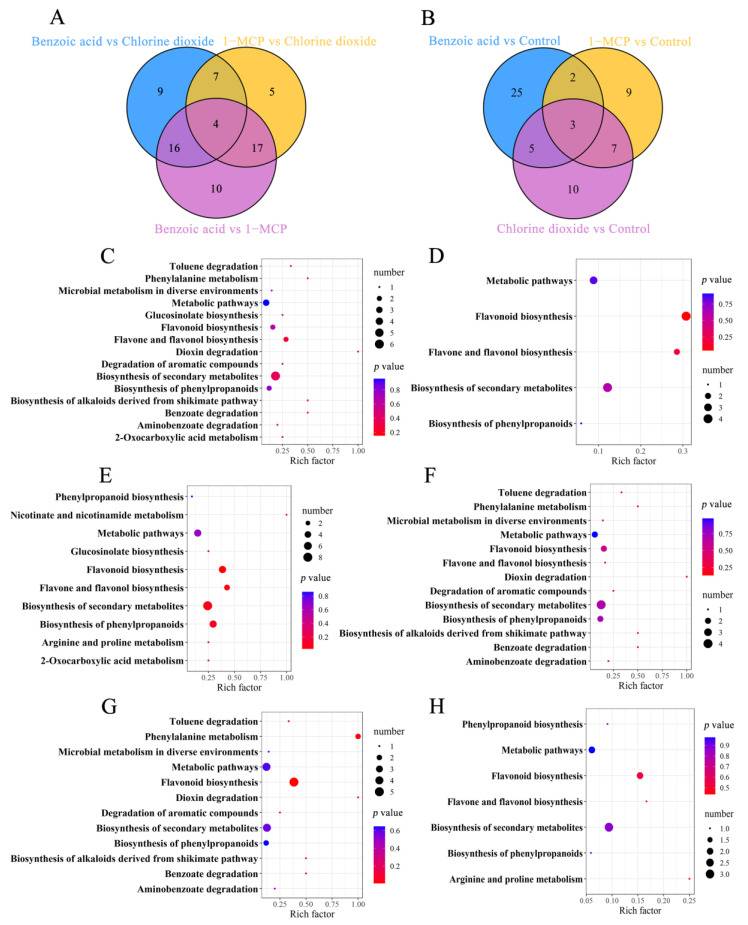 A
Benzoic acid vs Chlorine dioxide 1-MCP vs Chlorine dioxide
9 7 5
4
16 17
10
Benzoic acid vs 1-MCP
B
Benzoic acid vs Control 1-MCP vs Control
25 2 9
3
5 7
10
Chlorine dioxide vs Control
C
Toluene degradation
Phenylalanine metabolism
Microbial metabolism in diverse environments
Metabolic pathways
Glucosinolate biosynthesis
Flavonoid biosynthesis
Flavone and flavonol biosynthesis
Dioxin degradation
Degradation of aromatic compounds
Biosynthesis of secondary metabolites
Biosynthesis of phenylpropanoids
Biosynthesis of alkaloids derived from shikimate pathway
Benzoate degradation
Aminobenzoate degradation
2-Oxocarboxylic acid metabolism
0.25 0.50 0.75 1.00
Rich factor
number
1
2
3
4
5
6
p value
0.8
0.6
0.4
0.2
D
Metabolic pathways
Flavonoid biosynthesis
Flavone and flavonol biosynthesis
Biosynthesis of secondary metabolites
Biosynthesis of phenylpropanoids
0.1 0.2 0.3
Rich factor
p value
0.75
0.50
0.25
number
1
2
3
4
E
Phenylpropanoid biosynthesis
Nicotinate and nicotinamide metabolism
Metabolic pathways
Glucosinolate biosynthesis
Flavonoid biosynthesis
Flavone and flavonol biosynthesis
Biosynthesis of secondary metabolites
Biosynthesis of phenylpropanoids
Arginine and proline metabolism
2-Oxocarboxylic acid metabolism
0.25 0.50 0.75 1.00
Rich factor
number
2
4
6
8
p value
0.8
0.6
0.4
0.2
F
Toluene degradation
Phenylalanine metabolism
Microbial metabolism in diverse environments
Metabolic pathways
Flavonoid biosynthesis
Flavone and flavonol biosynthesis
Dioxin degradation
Degradation of aromatic compounds
Biosynthesis of secondary metabolites
Biosynthesis of phenylpropanoids
Biosynthesis of alkaloids derived from shikimate pathway
Benzoate degradation
Aminobenzoate degradation
0.25 0.50 0.75 1.00
Rich factor
p value
0.75
0.50
0.25
number
1
2
3
4
G
Toluene degradation
Phenylalanine metabolism
Microbial metabolism in diverse environments
Metabolic pathways
Flavonoid biosynthesis
Dioxin degradation
Degradation of aromatic compounds
Biosynthesis of secondary metabolites
Biosynthesis of phenylpropanoids
Biosynthesis of alkaloids derived from shikimate pathway
Benzoate degradation
Aminobenzoate degradation
0.25 0.50 0.75 1.00
Rich factor
number
1
2
3
4
5
p value
0.6
0.4
0.2
H
Phenylpropanoid biosynthesis
Metabolic pathways
Flavonoid biosynthesis
Flavone and flavonol biosynthesis
Biosynthesis of secondary metabolites
Biosynthesis of phenylpropanoids
Arginine and proline metabolism
0.05 0.10 0.15 0.20 0.25
Rich factor
p value
0.9
0.8
0.7
0.6
0.5
number
1.0
1.5
2.0
2.5
3.0